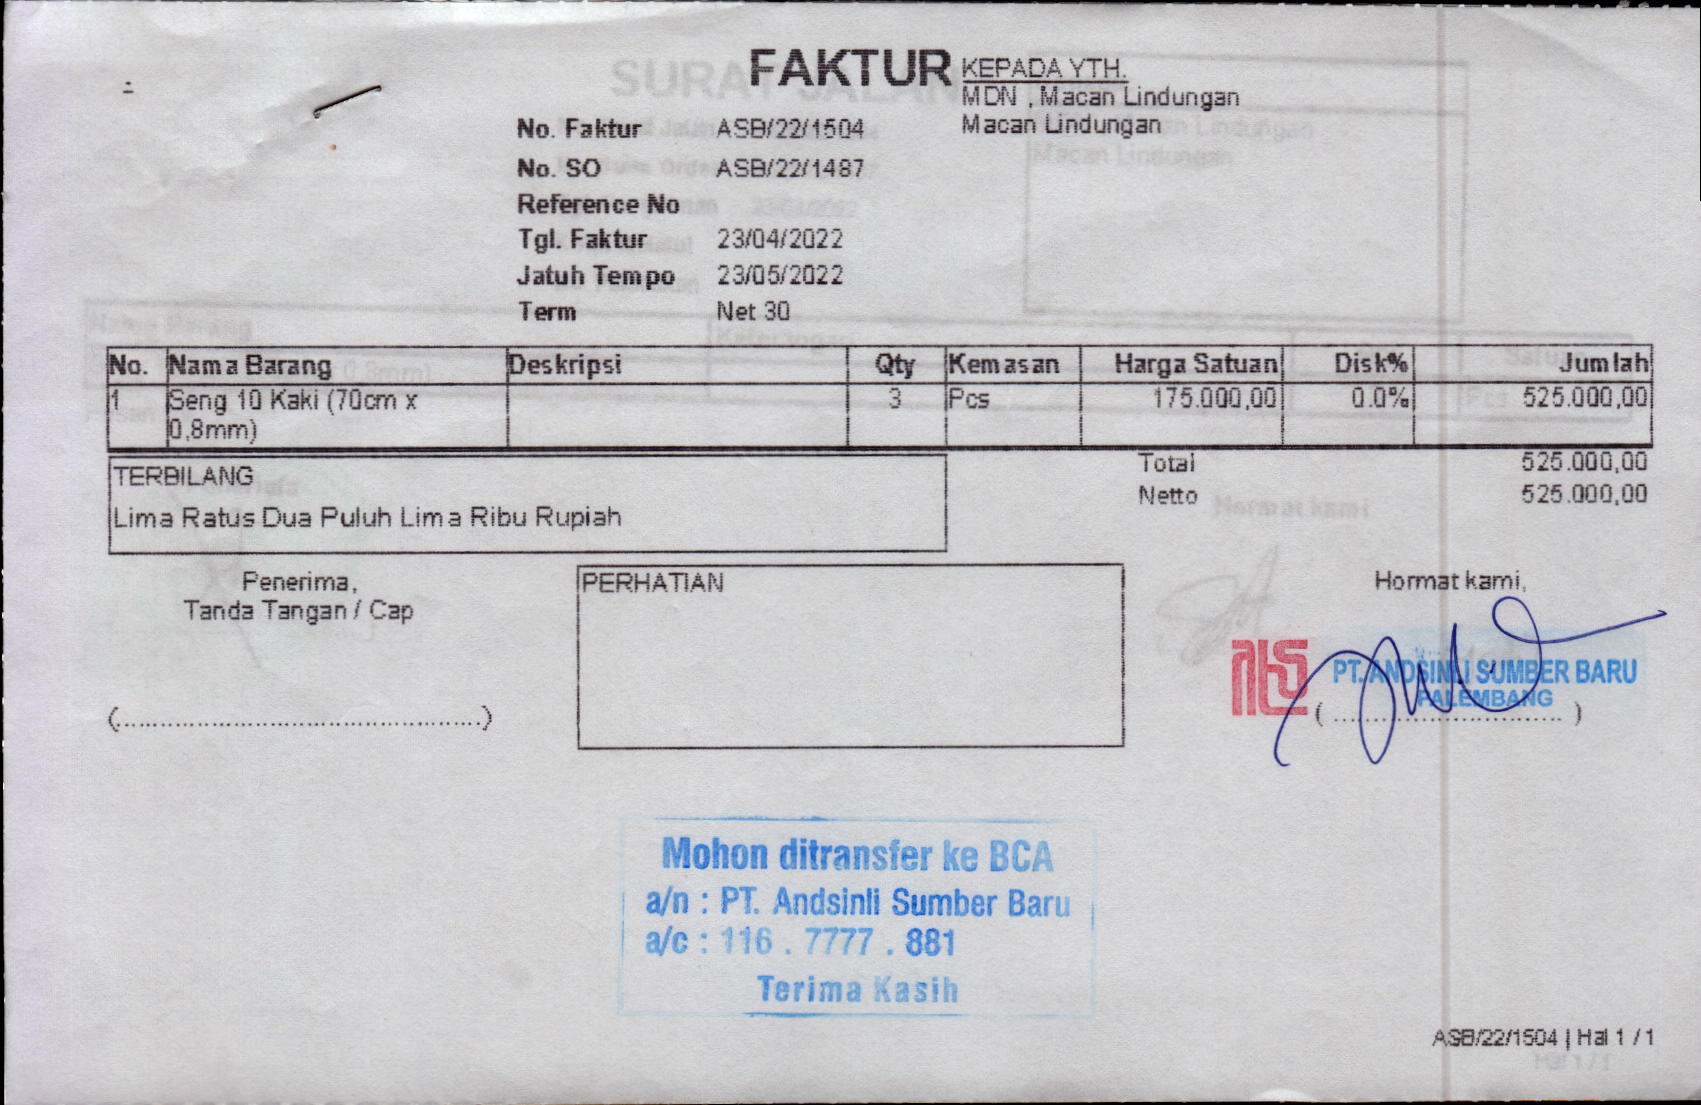 FAKTUR
KEPADA YTH.
MDN , Macan Lindungan
Macan Lindungan
No. Faktur ASB/22/1504
No. SO ASB/22/1487
Reference No
Tgl. Faktur 23/04/2022
Jatuh Tempo 23/05/2022
Term Net 30
No. Nama Barang Deskripsi Qty Kemasan Harga Satuan Disk% Jumlah
1 Seng 10 Kaki (70cm x 3 Pcs 175.000,00 0.0% 525.000,00
0,8mm)
TERBILANG
Lima Ratus Dua Puluh Lima Ribu Rupiah
Total 525.000,00
Netto 525.000,00
Penerima,
Tanda Tangan / Cap
(..............................................)
PERHATIAN
Hormat kami,
PT. ANDSINLI SUMBER BARU
PALEMBANG
( ............................... )
Mohon ditransfer ke BCA
a/n : PT. Andsinli Sumber Baru
a/c : 116 . 7777 . 881
Terima Kasih
ASB/22/1504 | Hal 1 / 1